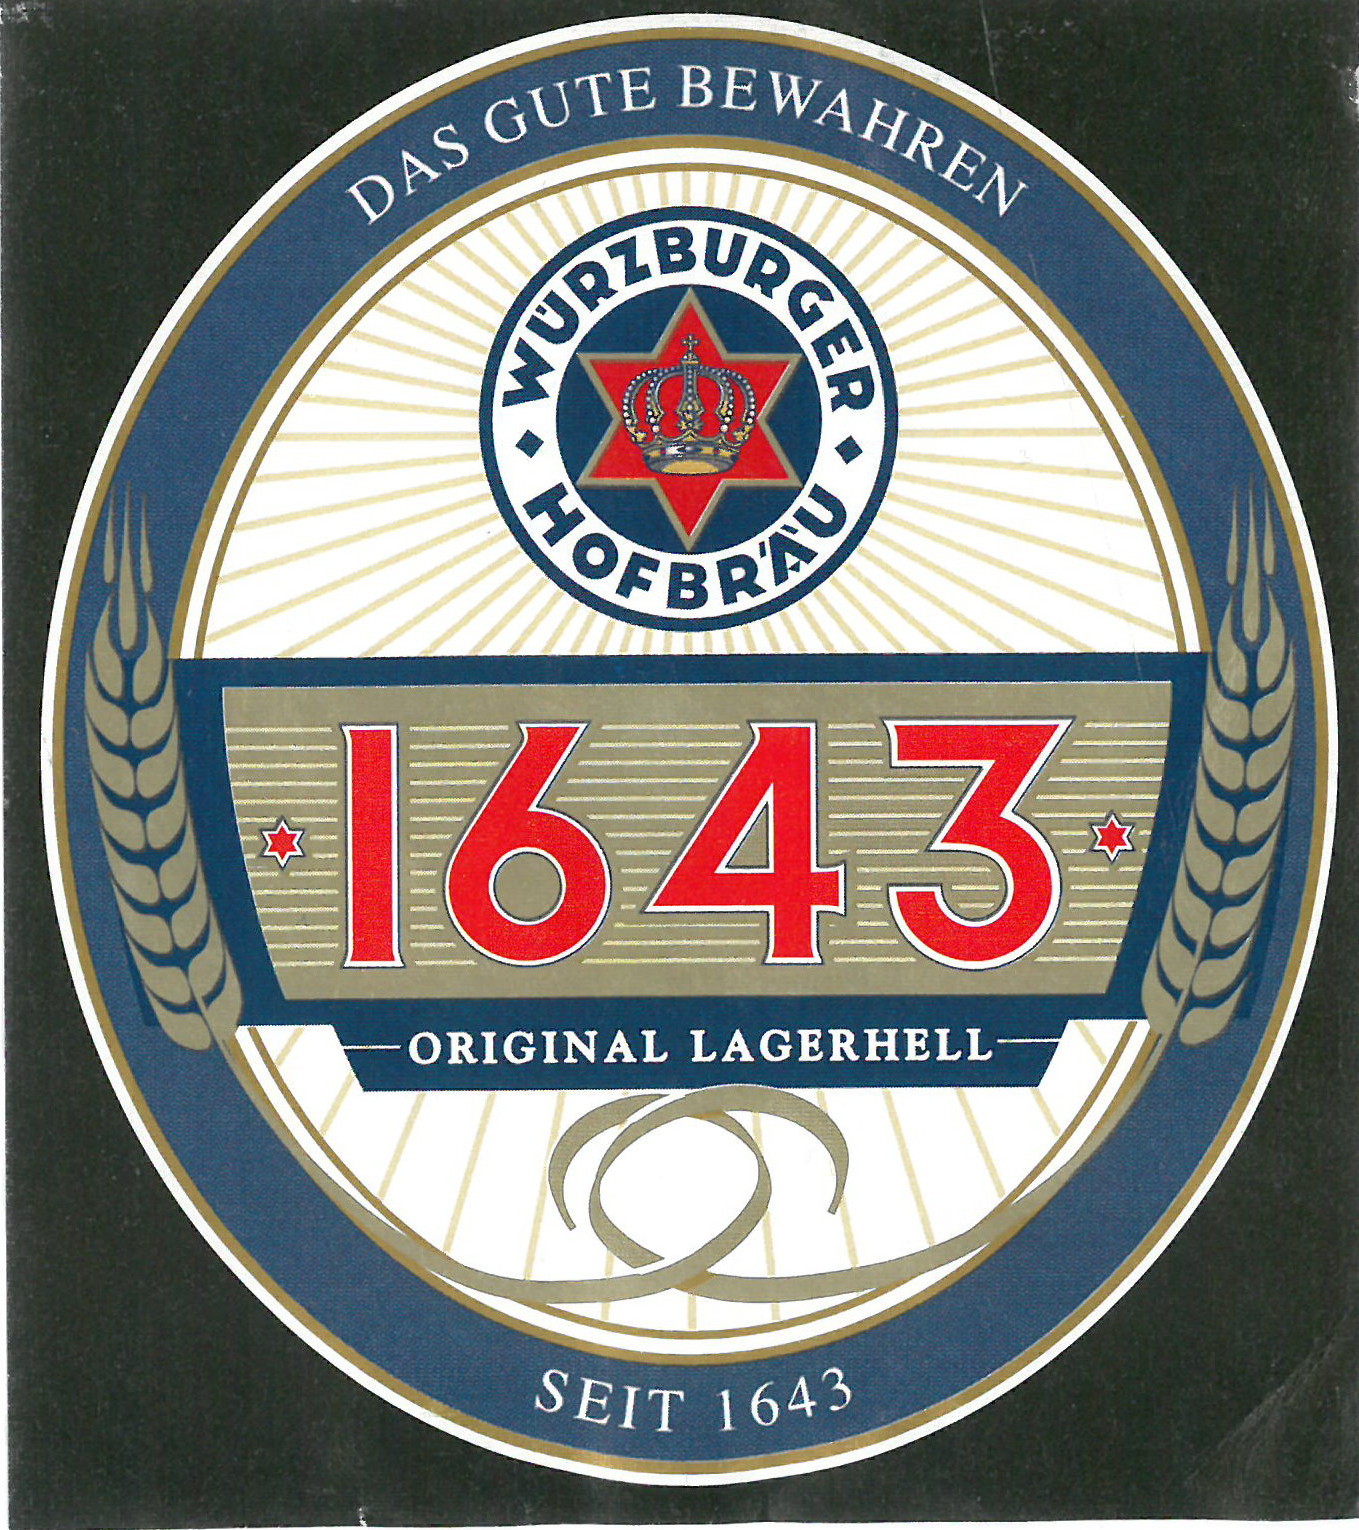 DAS GUTE BEWAHREN
WÜRZBURGER
HOFBRÄU
1643
ORIGINAL LAGERHELL
SEIT 1643